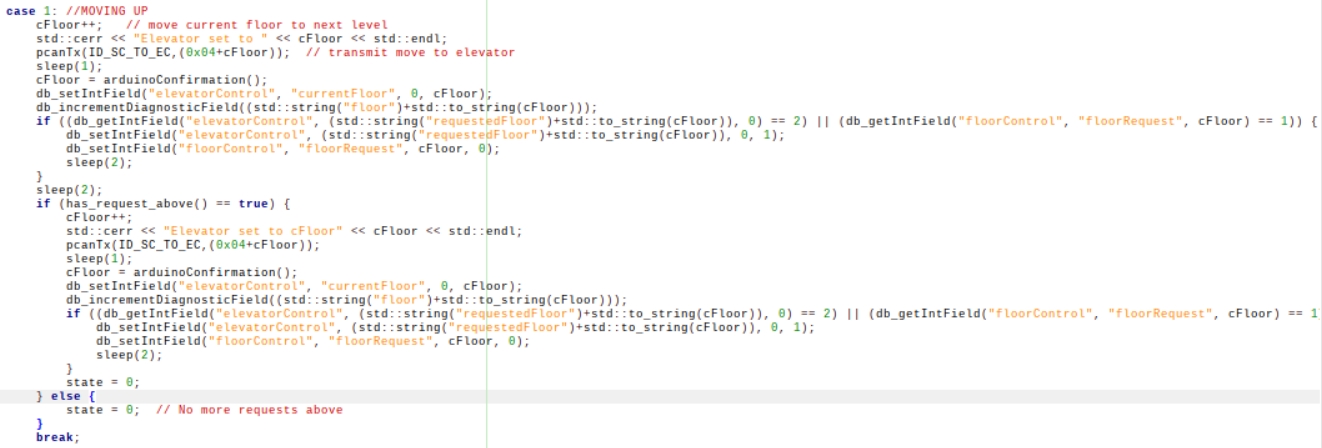 case 1: //MOVING UP
    cFloor++;   // move current floor to next level
    std::cerr << "Elevator set to " << cFloor << std::endl;
    pcanTx(ID_SC_TO_EC,(0x04+cFloor));  // transmit move to elevator
    sleep(1);
    cFloor = arduinoConfirmation();
    db_setIntField("elevatorControl", "currentFloor", 0, cFloor);
    db_incrementDiagnosticField((std::string("floor")+std::to_string(cFloor)));
    if ((db_getIntField("elevatorControl", (std::string("requestedFloor")+std::to_string(cFloor)), 0) == 2) || (db_getIntField("floorControl", "floorRequest", cFloor) == 1)) {
        db_setIntField("elevatorControl", (std::string("requestedFloor")+std::to_string(cFloor)), 0, 1);
        db_setIntField("floorControl", "floorRequest", cFloor, 0);
        sleep(2);
    }
    sleep(2);
    if (has_request_above() == true) {
        cFloor++;
        std::cerr << "Elevator set to cFloor" << cFloor << std::endl;
        pcanTx(ID_SC_TO_EC,(0x04+cFloor));
        sleep(1);
        cFloor = arduinoConfirmation();
        db_setIntField("elevatorControl", "currentFloor", 0, cFloor);
        db_incrementDiagnosticField((std::string("floor")+std::to_string(cFloor)));
        if ((db_getIntField("elevatorControl", (std::string("requestedFloor")+std::to_string(cFloor)), 0) == 2) || (db_getIntField("floorControl", "floorRequest", cFloor) == 1
            db_setIntField("elevatorControl", (std::string("requestedFloor")+std::to_string(cFloor)), 0, 1);
            db_setIntField("floorControl", "floorRequest", cFloor, 0);
            sleep(2);
        }
        state = 0;
    } else {
        state = 0;  // No more requests above
    }
    break;